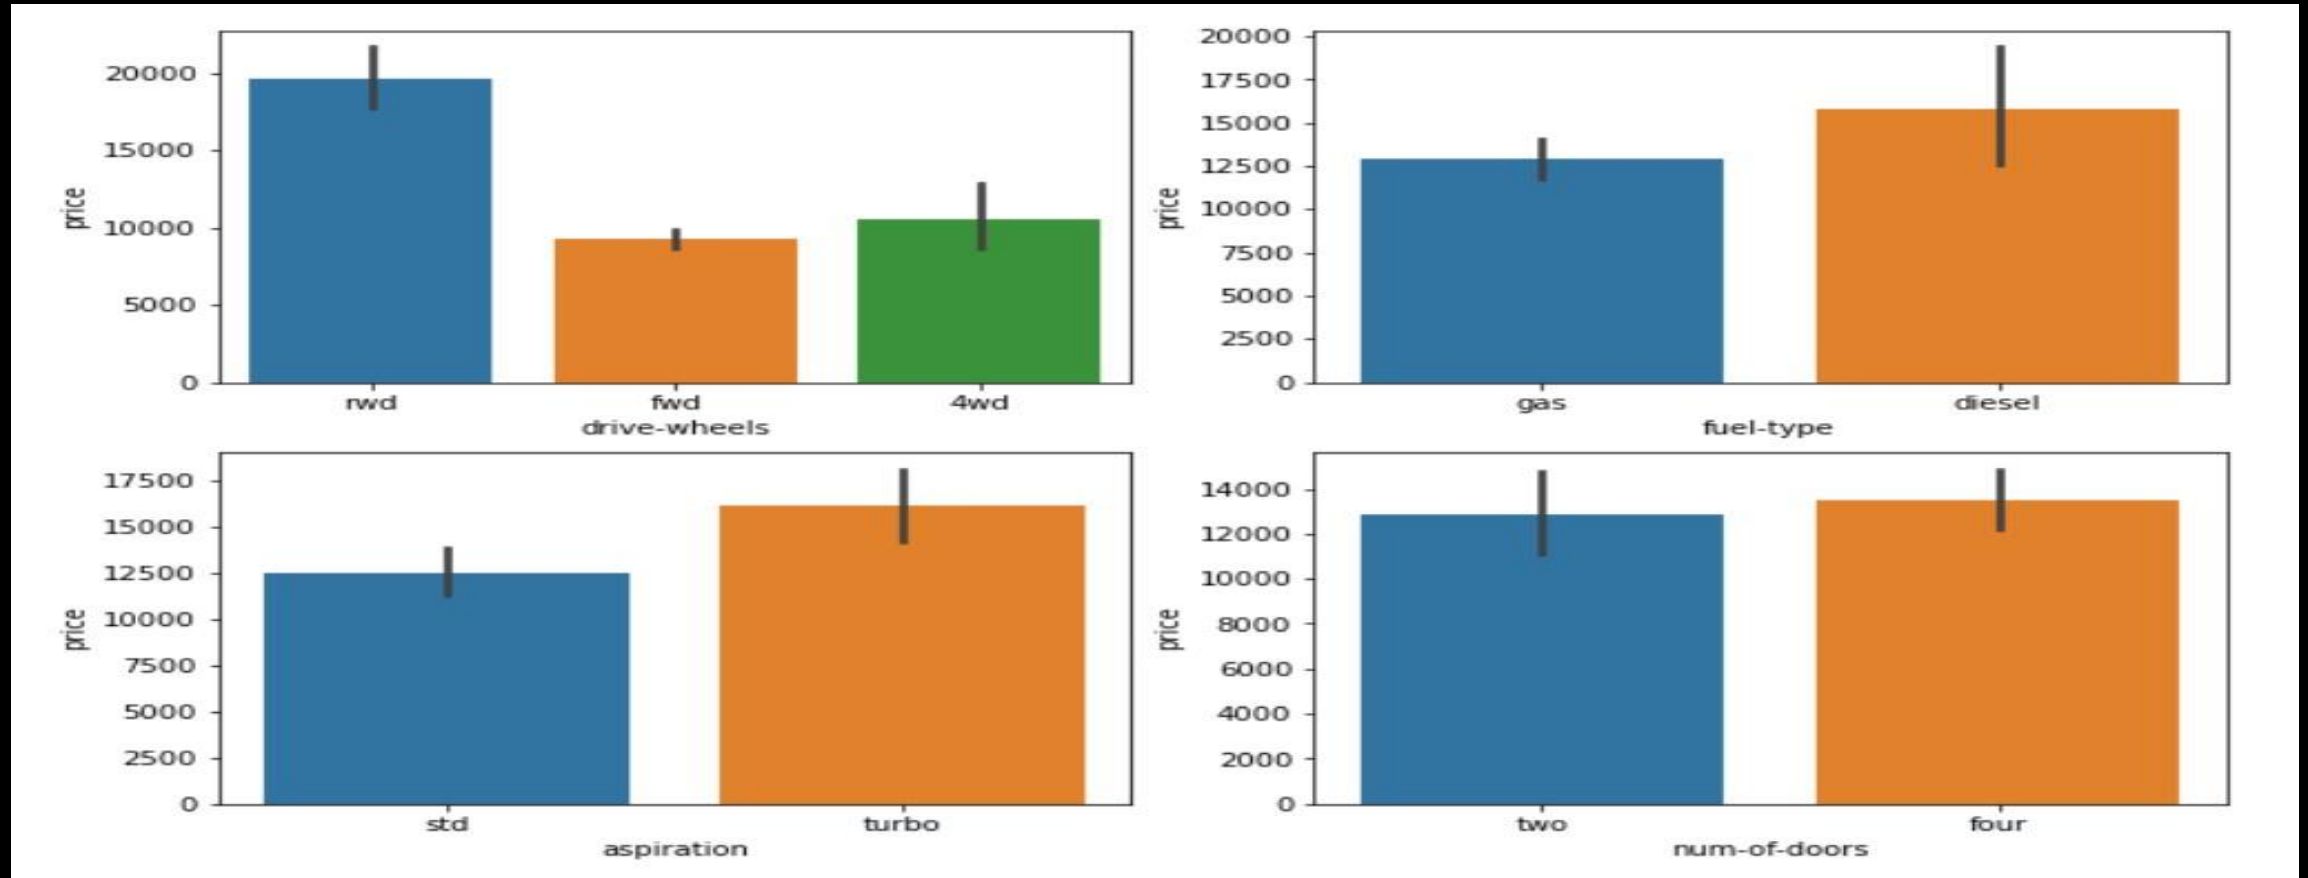 price
20000
15000
10000
5000
0
rwd fwd 4wd
drive-wheels
price
20000
17500
15000
12500
10000
7500
5000
2500
0
gas diesel
fuel-type
price
17500
15000
12500
10000
7500
5000
2500
0
std turbo
aspiration
price
14000
12000
10000
8000
6000
4000
2000
0
two four
num-of-doors